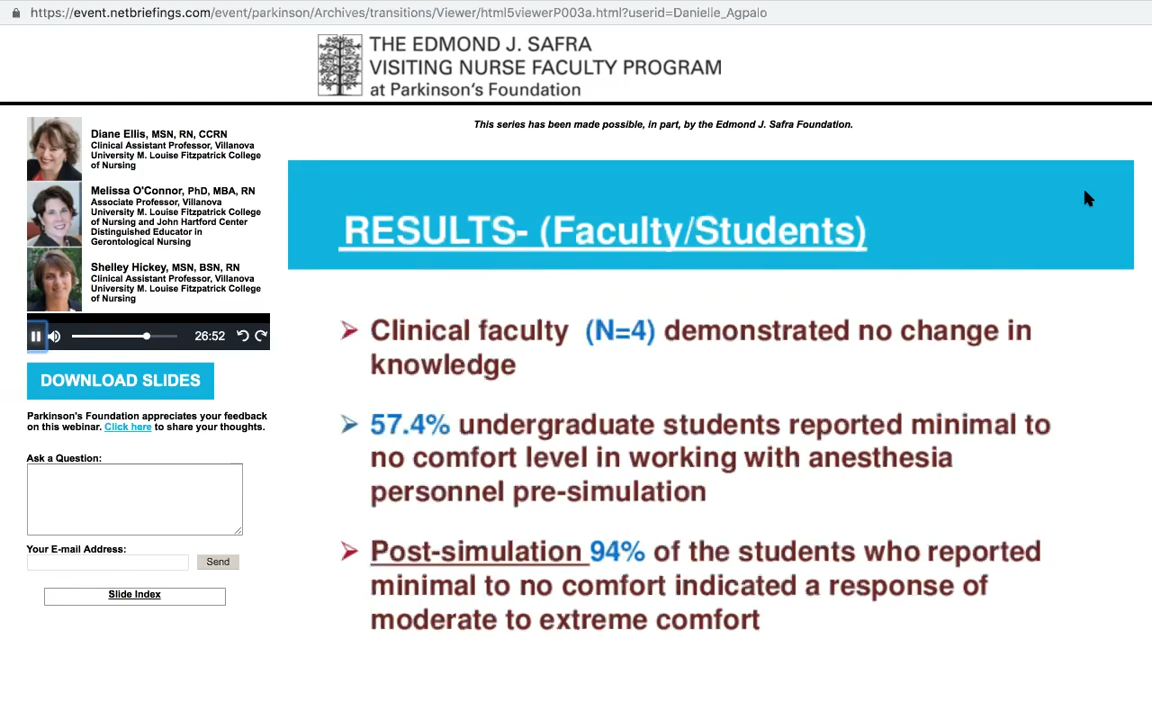 https://event.netbriefings.com/event/parkinson/Archives/transitions/Viewer/html5viewerP003a.html?userid=Danielle_Agpalo
THE EDMOND J. SAFRA
VISITING NURSE FACULTY PROGRAM
at Parkinson's Foundation
This series has been made possible, in part, by the Edmond J. Safra Foundation.
Diane Ellis, MSN, RN, CCRN
Clinical Assistant Professor, Villanova
University M. Louise Fitzpatrick College
of Nursing
Melissa O'Connor, PhD, MBA, RN
Associate Professor, Villanova
University M. Louise Fitzpatrick College
of Nursing and John Hartford Center
Distinguished Educator in
Gerontological Nursing
Shelley Hickey, MSN, BSN, RN
Clinical Assistant Professor, Villanova
University M. Louise Fitzpatrick College
of Nursing
26:52
DOWNLOAD SLIDES
Parkinson's Foundation appreciates your feedback
on this webinar. Click here to share your thoughts.
Ask a Question:
Your E-mail Address:
Send
Slide Index
RESULTS- (Faculty/Students)
Clinical faculty (N=4) demonstrated no change in
knowledge
57.4% undergraduate students reported minimal to
no comfort level in working with anesthesia
personnel pre-simulation
Post-simulation 94% of the students who reported
minimal to no comfort indicated a response of
moderate to extreme comfort